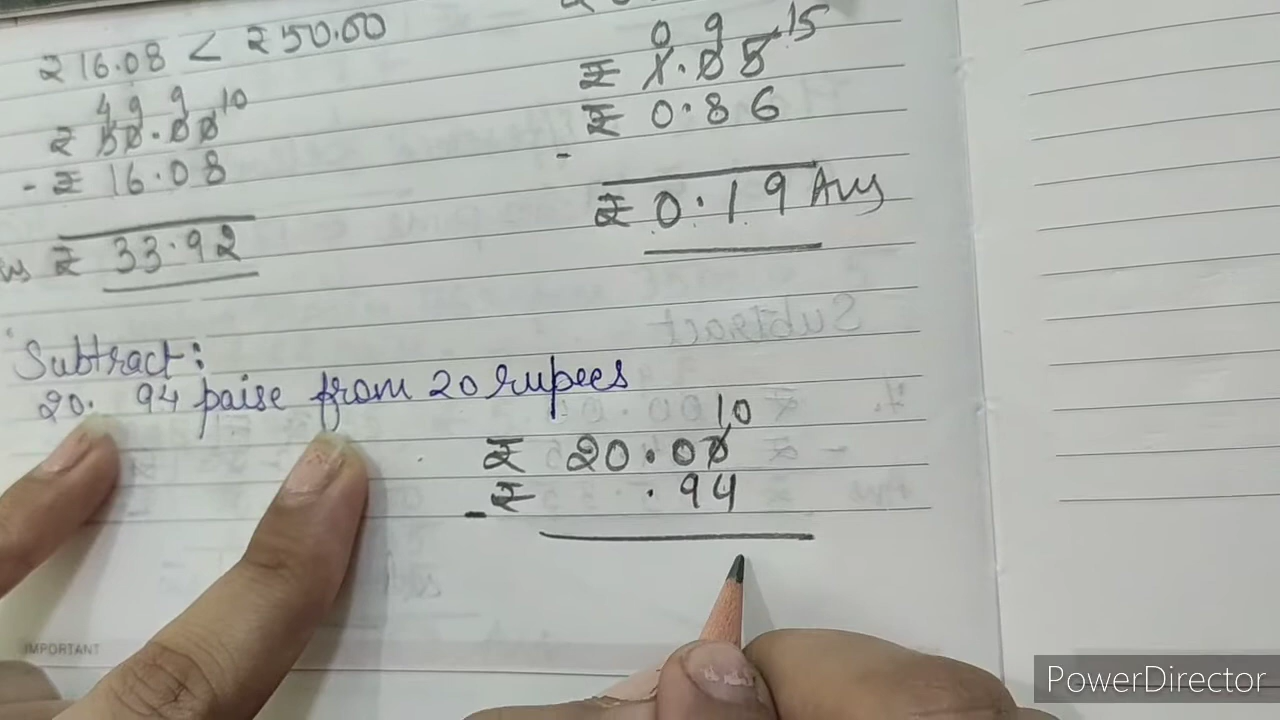 ₹ 16.08 < ₹ 50.00
4 9 9 10
₹ 50.00
- ₹ 16.08
₹ 33.92
0 9 15
₹ 1.05
- ₹ 0.86
₹ 0.19 Ans
Subtract:
20. 94 paise from 20 rupees
10
₹ 20.00
- ₹ .94
IMPORTANT
PowerDirector